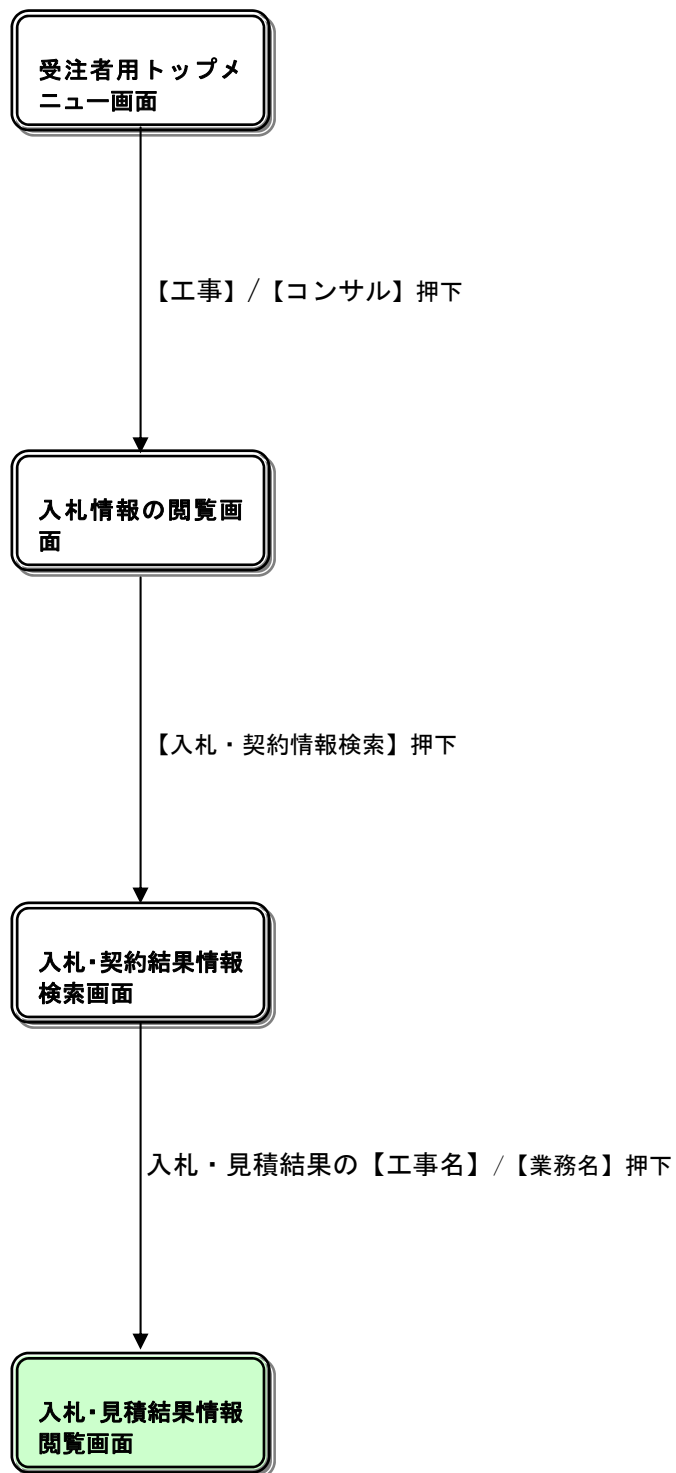 受注者用トップメ
ニュー画面
【工事】/【コンサル】押下
入札情報の閲覧画
面
【入札・契約情報検索】押下
入札・契約結果情報
検索画面
入札・見積結果の【工事名】/【業務名】押下
入札・見積結果情報
閲覧画面